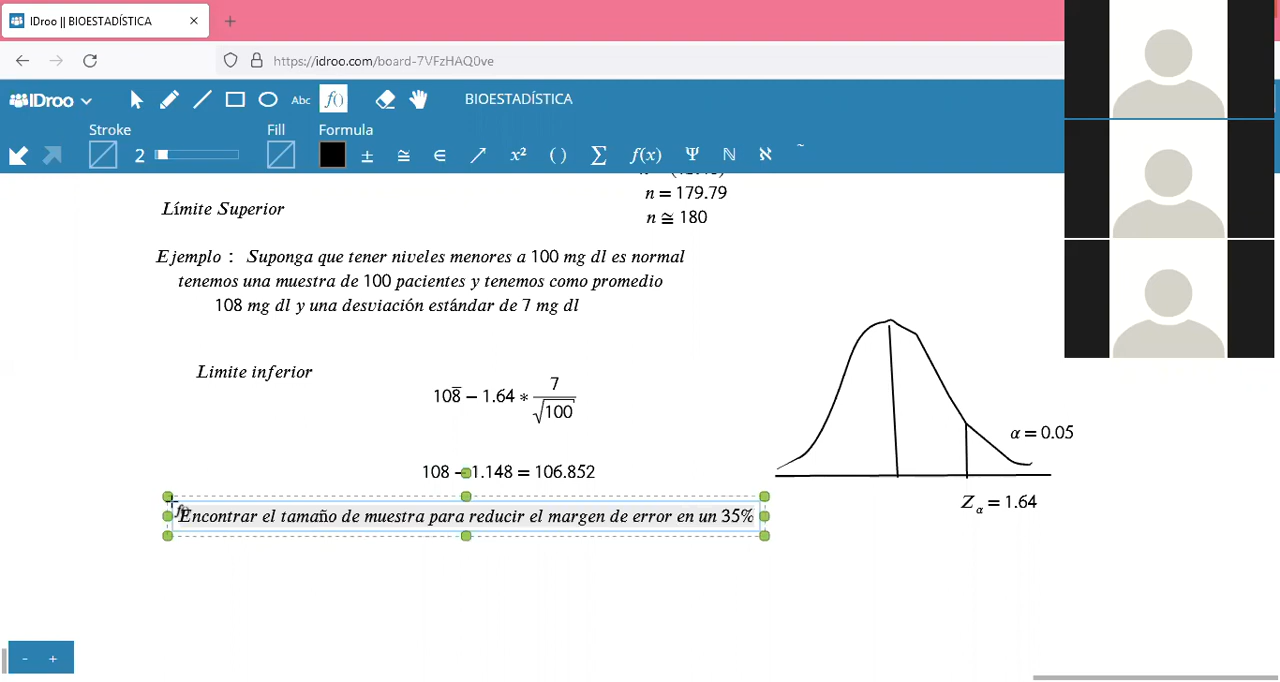 IDroo || BIOESTADÍSTICA
https://idroo.com/board-7VFzHAQ0ve
IDroo
Abc
f()
BIOESTADÍSTICA
Stroke
Fill
Formula
2
± ≅ ∈ x² ( ) ∑ f(x) Ψ ℕ ℵ ~
n = 179.79
n ≅ 180
Límite Superior
Ejemplo : Suponga que tener niveles menores a 100 mg dl es normal
tenemos una muestra de 100 pacientes y tenemos como promedio
108 mg dl y una desviación estándar de 7 mg dl
Limite inferior
108̅ − 1.64 * 7/√100
α = 0.05
108 − 1.148 = 106.852
Zα = 1.64
Encontrar el tamaño de muestra para reducir el margen de error en un 35%
- +